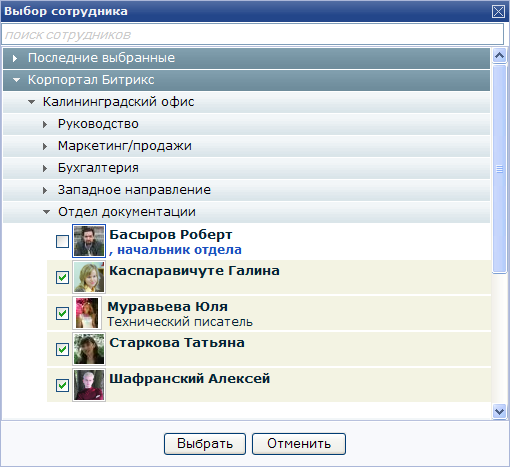 Выбор сотрудника
поиск сотрудников
Последние выбранные
Корпортал Битрикс
Калининградский офис
Руководство
Маркетинг/продажи
Бухгалтерия
Западное направление
Отдел документации
Басыров Роберт
, начальник отдела
Каспаравичуте Галина
Муравьева Юля
Технический писатель
Старкова Татьяна
Шафранский Алексей
Выбрать Отменить